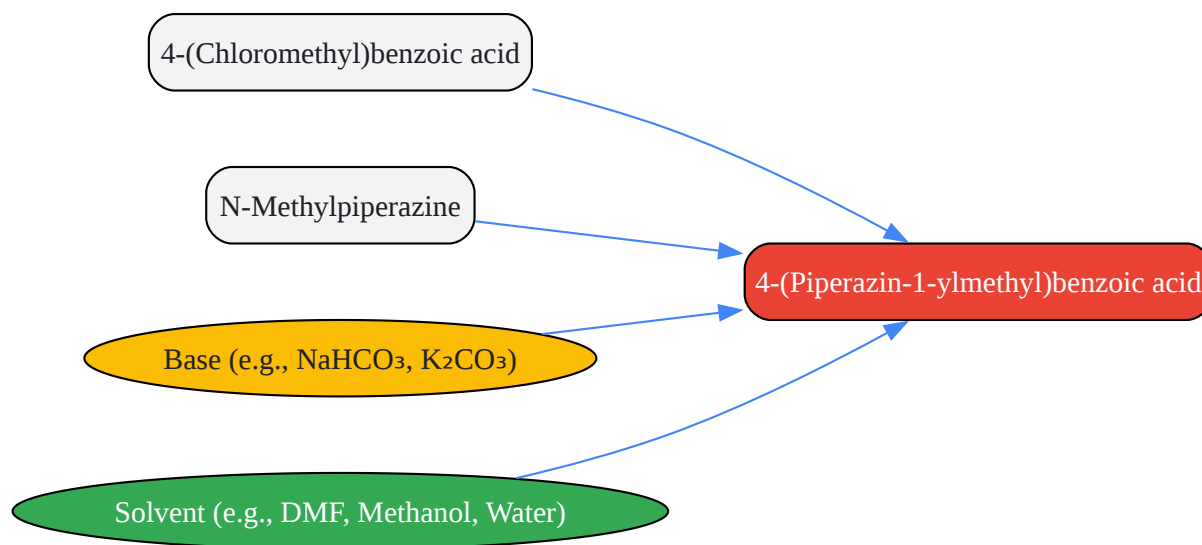 4-(Chloromethyl)benzoic acid
N-Methylpiperazine
4-(Piperazin-1-ylmethyl)benzoic acid
Base (e.g., NaHCO₃, K₂CO₃)
Solvent (e.g., DMF, Methanol, Water)